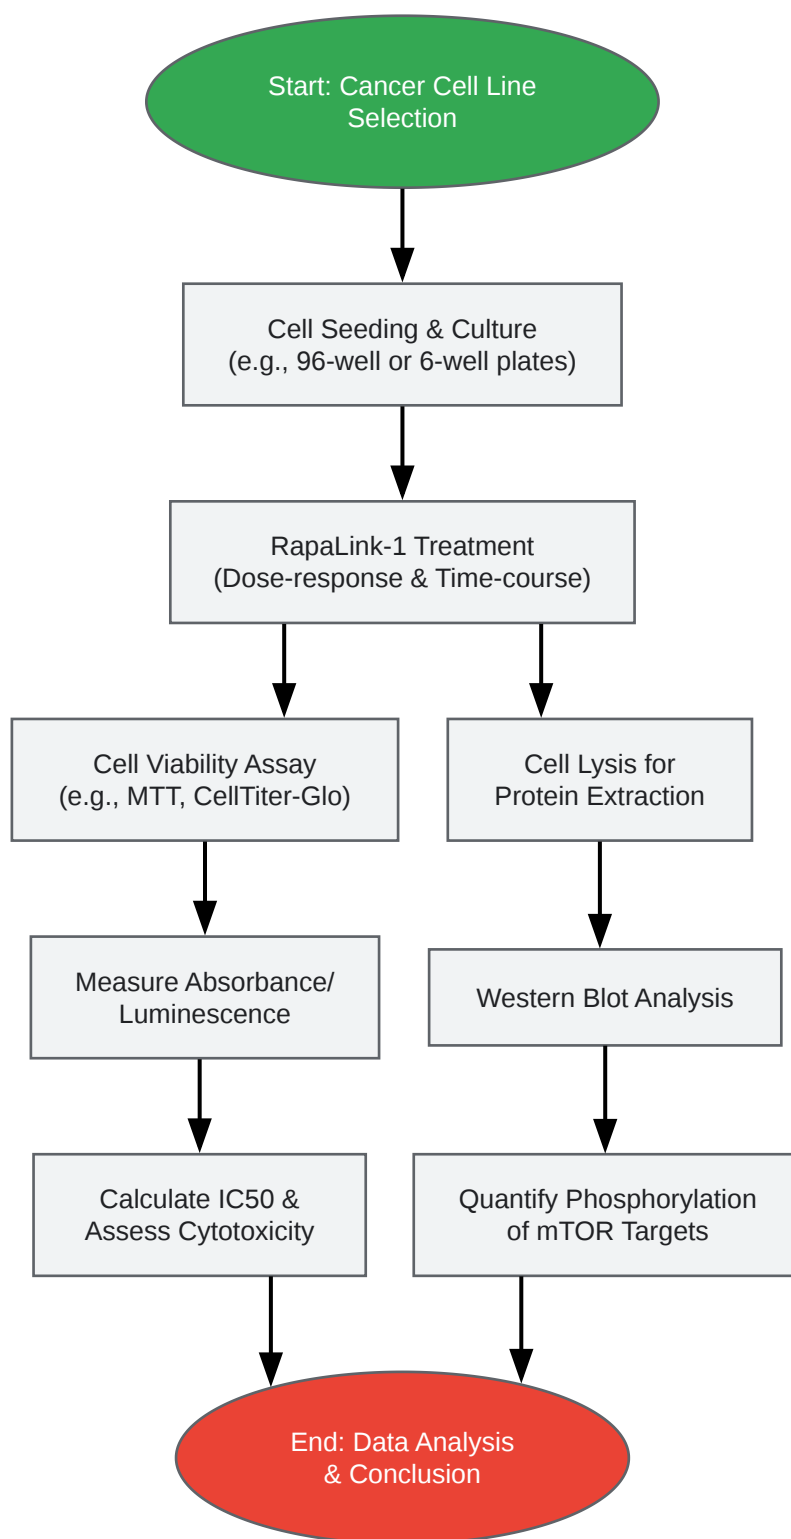 Start: Cancer Cell Line
Selection
Cell Seeding & Culture
(e.g., 96-well or 6-well plates)
RapaLink-1 Treatment
(Dose-response & Time-course)
Cell Viability Assay
(e.g., MTT, CellTiter-Glo)
Cell Lysis for
Protein Extraction
Measure Absorbance/
Luminescence
Western Blot Analysis
Calculate IC50 &
Assess Cytotoxicity
Quantify Phosphorylation
of mTOR Targets
End: Data Analysis
& Conclusion